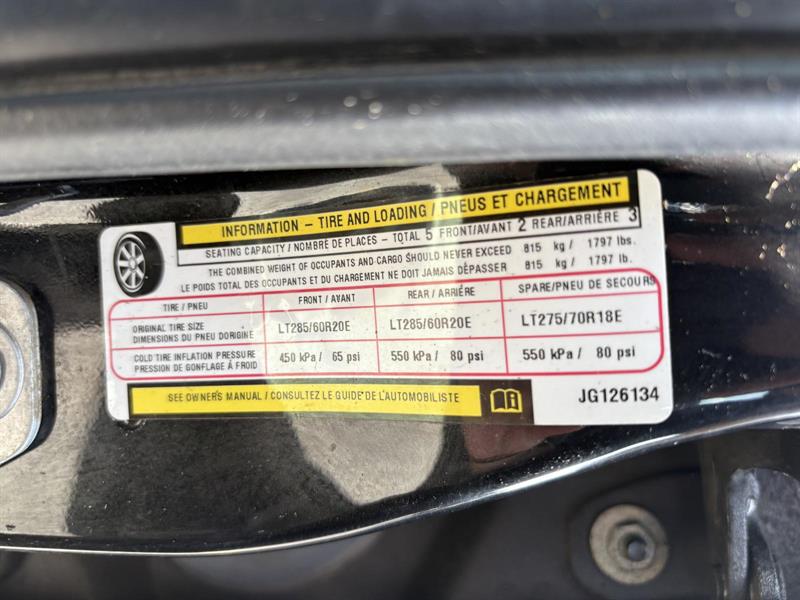 INFORMATION – TIRE AND LOADING / PNEUS ET CHARGEMENT
SEATING CAPACITY / NOMBRE DE PLACES – TOTAL 5 FRONT/AVANT 2 REAR/ARRIÈRE 3
THE COMBINED WEIGHT OF OCCUPANTS AND CARGO SHOULD NEVER EXCEED 815 kg / 1797 lbs.
LE POIDS TOTAL DES OCCUPANTS ET DU CHARGEMENT NE DOIT JAMAIS DÉPASSER 815 kg / 1797 lb.
TIRE / PNEU FRONT / AVANT REAR / ARRIÉRE SPARE/PNEU DE SECOURS
ORIGINAL TIRE SIZE
DIMENSIONS DU PNEU DORIGINE LT285/60R20E LT285/60R20E LT275/70R18E
COLD TIRE INFLATION PRESSURE
PRESSION DE GONFLAGE Á FROID 450 kPa / 65 psi 550 kPa / 80 psi 550 kPa / 80 psi
SEE OWNER'S MANUAL / CONSULTEZ LE GUIDE DE L'AUTOMOBILISTE
JG126134